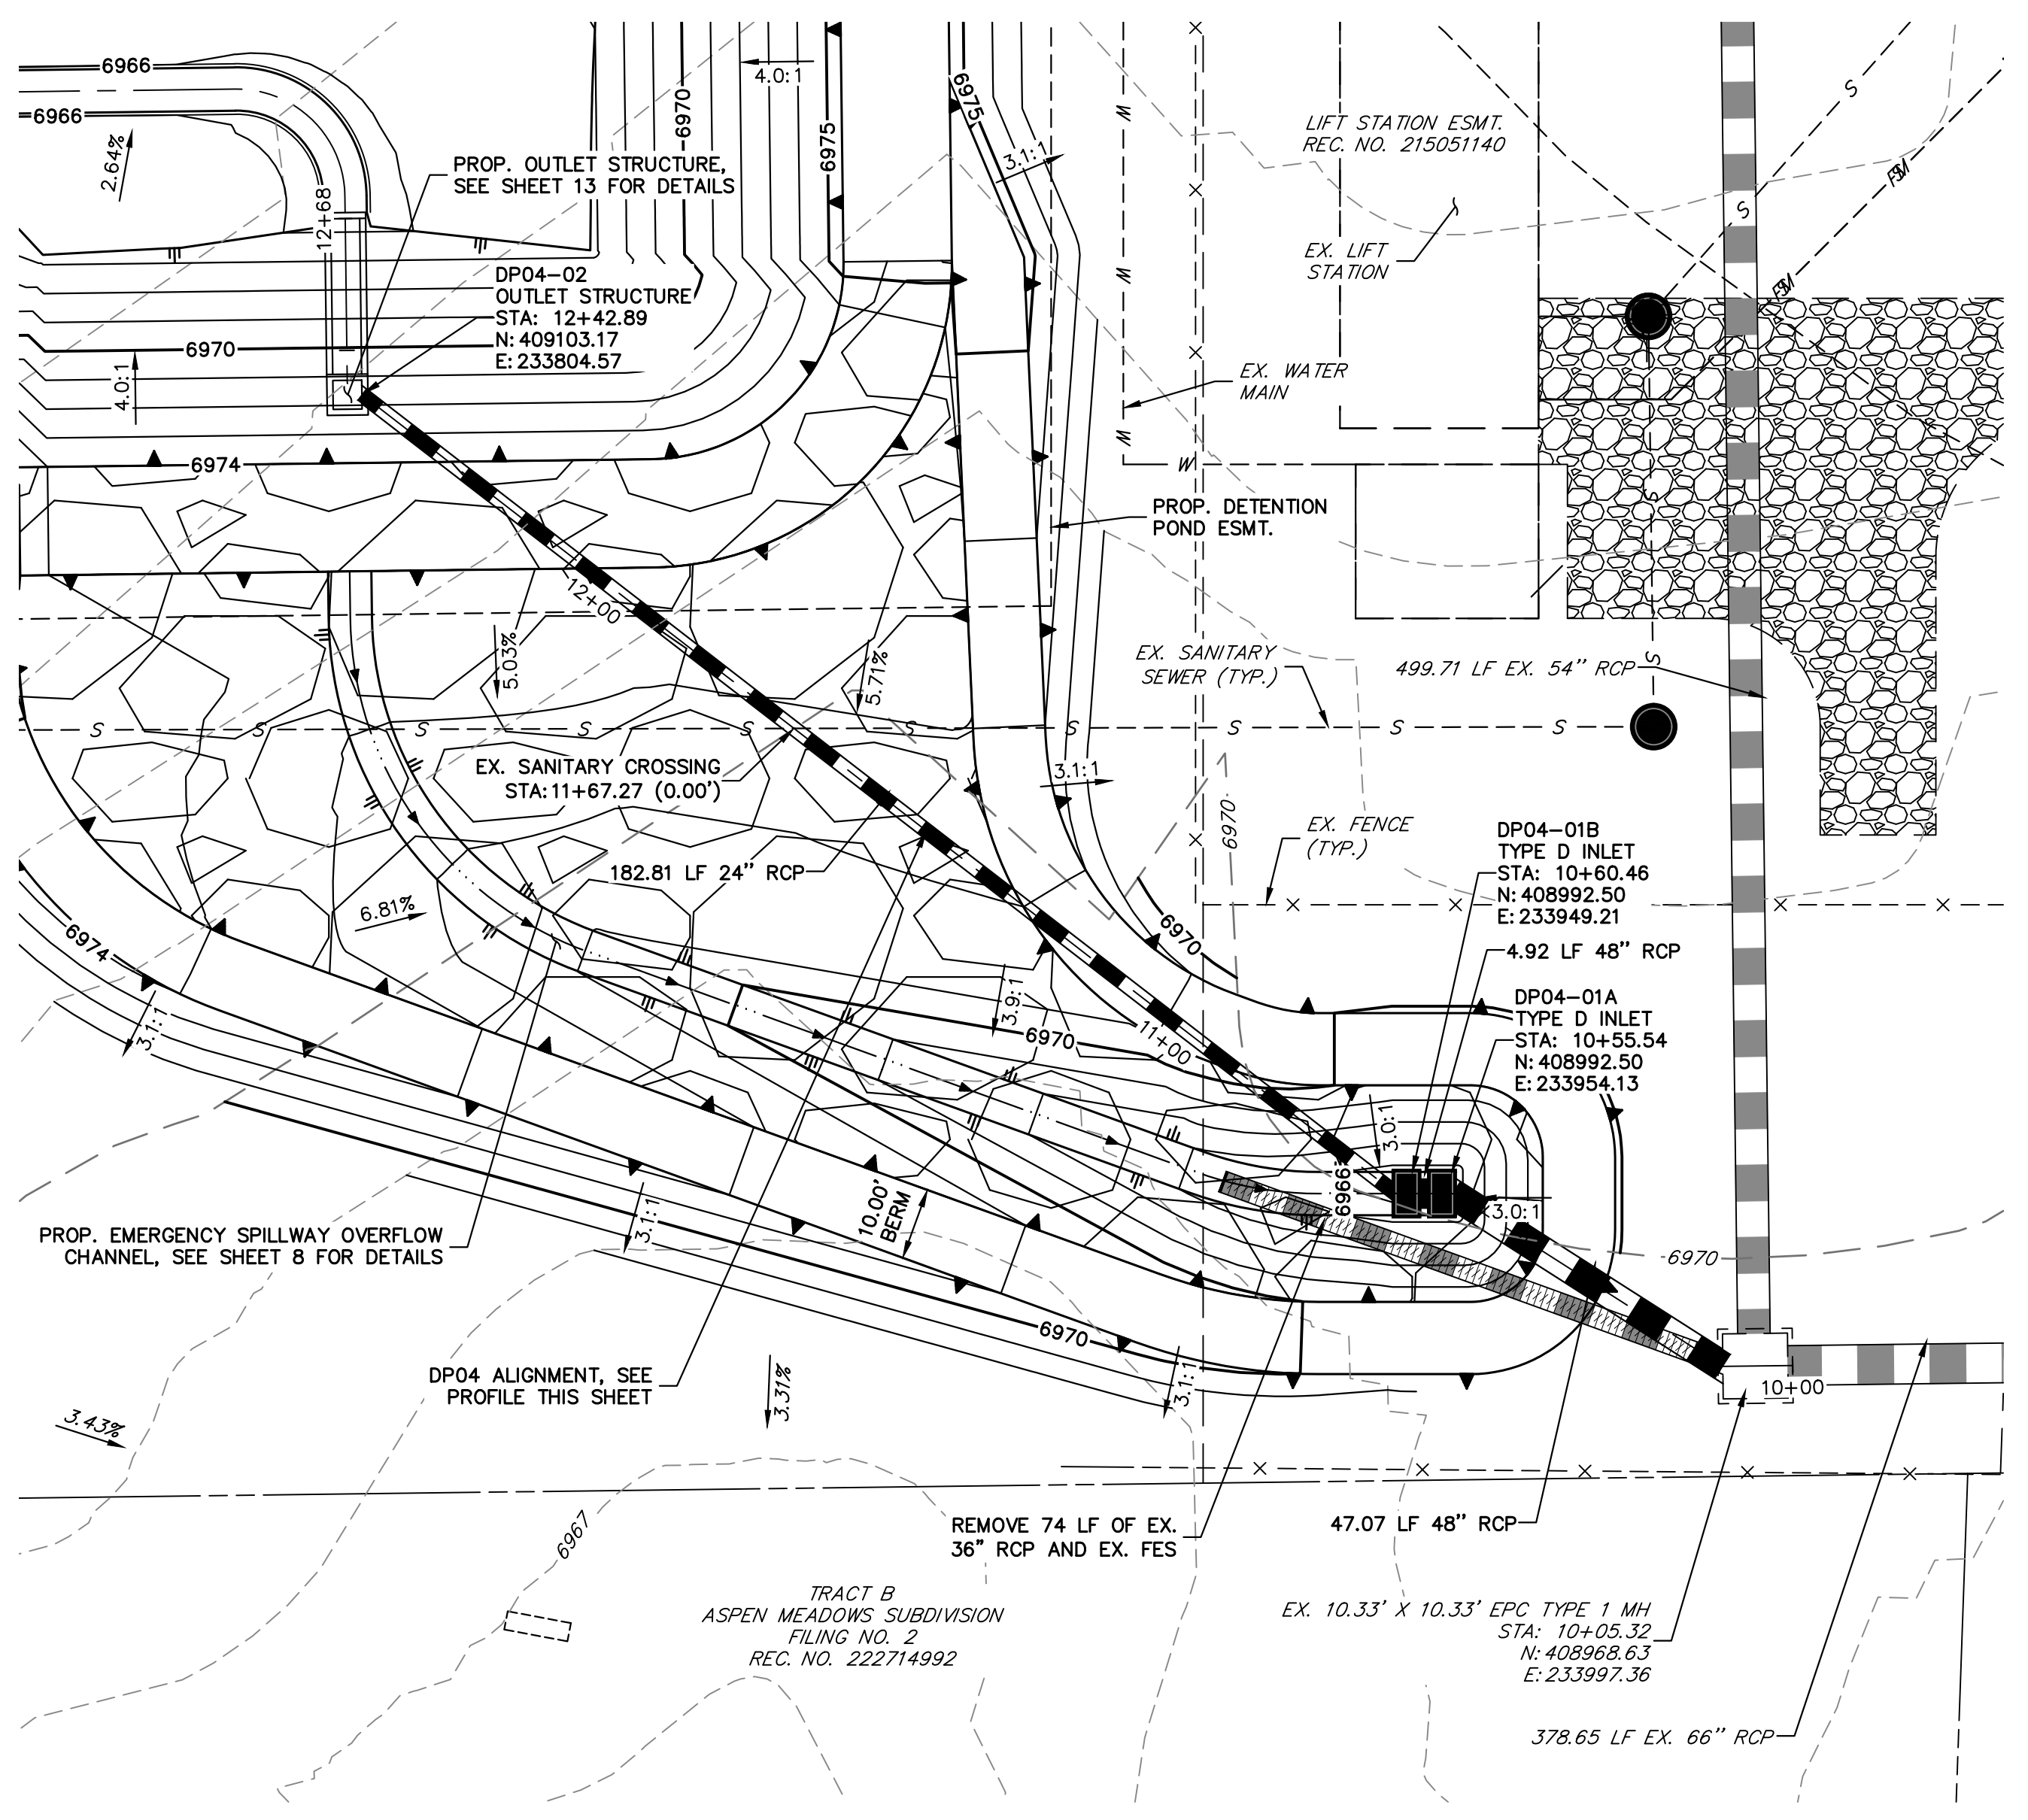 6966
6966
2.64%
12+68
PROP. OUTLET STRUCTURE,
SEE SHEET 13 FOR DETAILS
4.0:1
6970
6975
6975
3.1:1
W
W
W
W
LIFT STATION ESMT.
REC. NO. 215051140
EX. LIFT
STATION
S
S
FSM
FSM
DP04-02
OUTLET STRUCTURE
STA: 12+42.89
N: 409103.17
E: 233804.57
6970
4.0:1
6974
EX. WATER
MAIN
PROP. DETENTION
POND ESMT.
S
S
12+00
5.03%
5.71%
EX. SANITARY
SEWER (TYP.)
499.71 LF EX. 54" RCP
S S S S S S S S S S
EX. SANITARY CROSSING
STA: 11+67.27 (0.00')
3.1:1
6970
EX. FENCE
(TYP.)
182.81 LF 24" RCP
DP04-01B
TYPE D INLET
STA: 10+60.46
N: 408992.50
E: 233949.21
4.92 LF 48" RCP
DP04-01A
TYPE D INLET
STA: 10+55.54
N: 408992.50
E: 233954.13
6.81%
6974
6970
3.1:1
3.9:1
6970
11+00
3.0:1
6966
3.0:1
10.00'
BERM
3.1:1
PROP. EMERGENCY SPILLWAY OVERFLOW
CHANNEL, SEE SHEET 8 FOR DETAILS
6970
6970
DP04 ALIGNMENT, SEE
PROFILE THIS SHEET
3.31%
3.1:1
10+00
3.43%
6967
REMOVE 74 LF OF EX.
36" RCP AND EX. FES
47.07 LF 48" RCP
TRACT B
ASPEN MEADOWS SUBDIVISION
FILING NO. 2
REC. NO. 222714992
EX. 10.33' X 10.33' EPC TYPE 1 MH
STA: 10+05.32
N: 408968.63
E: 233997.36
378.65 LF EX. 66" RCP